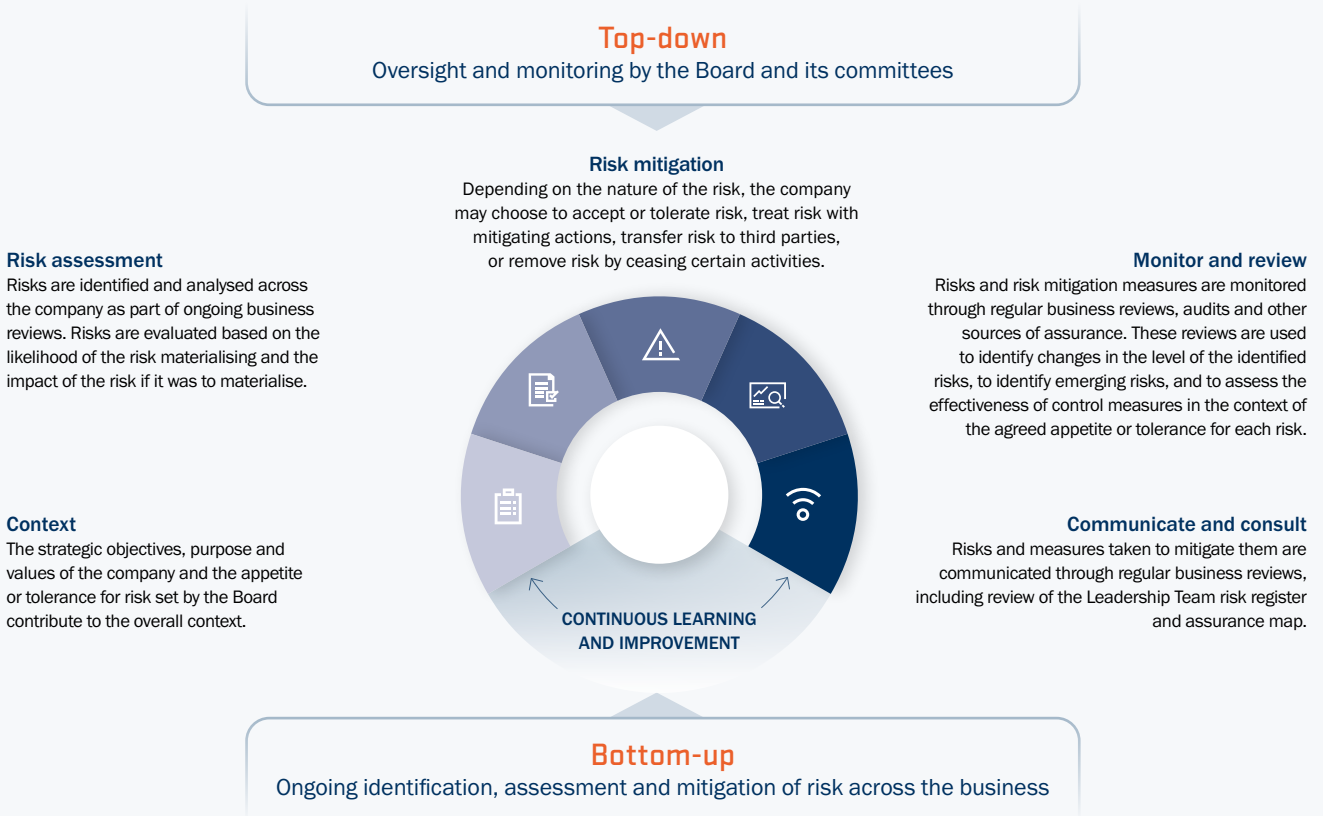 Top-down
Oversight and monitoring by the Board and its committees
Risk mitigation
Depending on the nature of the risk, the company
may choose to accept or tolerate risk, treat risk with
mitigating actions, transfer risk to third parties,
or remove risk by ceasing certain activities.
Risk assessment
Risks are identified and analysed across
the company as part of ongoing business
reviews. Risks are evaluated based on the
likelihood of the risk materialising and the
impact of the risk if it was to materialise.
Monitor and review
Risks and risk mitigation measures are monitored
through regular business reviews, audits and other
sources of assurance. These reviews are used
to identify changes in the level of the identified
risks, to identify emerging risks, and to assess the
effectiveness of control measures in the context of
the agreed appetite or tolerance for each risk.
Context
The strategic objectives, purpose and
values of the company and the appetite
or tolerance for risk set by the Board
contribute to the overall context.
Communicate and consult
Risks and measures taken to mitigate them are
communicated through regular business reviews,
including review of the Leadership Team risk register
and assurance map.
CONTINUOUS LEARNING
AND IMPROVEMENT
Bottom-up
Ongoing identification, assessment and mitigation of risk across the business